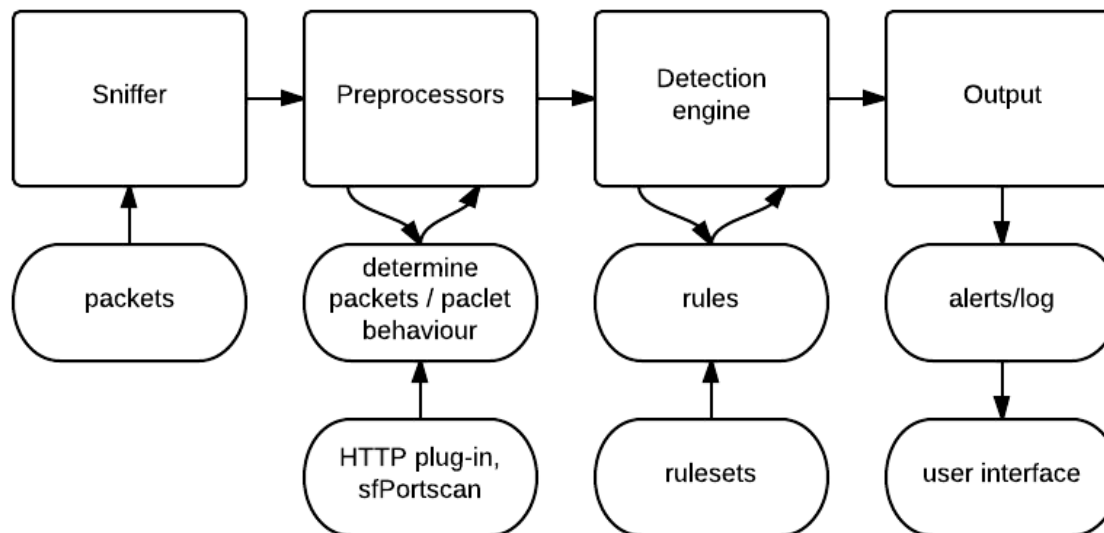 Sniffer
Preprocessors
Detection
engine
Output
packets
determine
packets / paclet
behaviour
rules
alerts/log
HTTP plug-in,
sfPortscan
rulesets
user interface